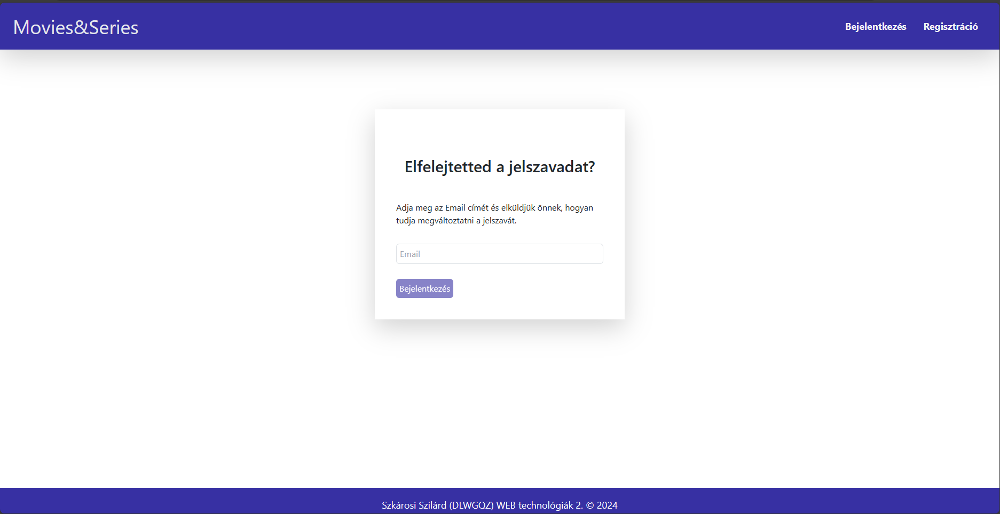 Movies&Series
Bejelentkezés
Regisztráció
Elfelejtetted a jelszavadat?
Adja meg az Email címét és elküldjük önnek, hogyan
tudja megváltoztatni a jelszavát.
Email
Bejelentkezés
Szkárosi Szilárd (DLWGQZ) WEB technológiák 2. © 2024